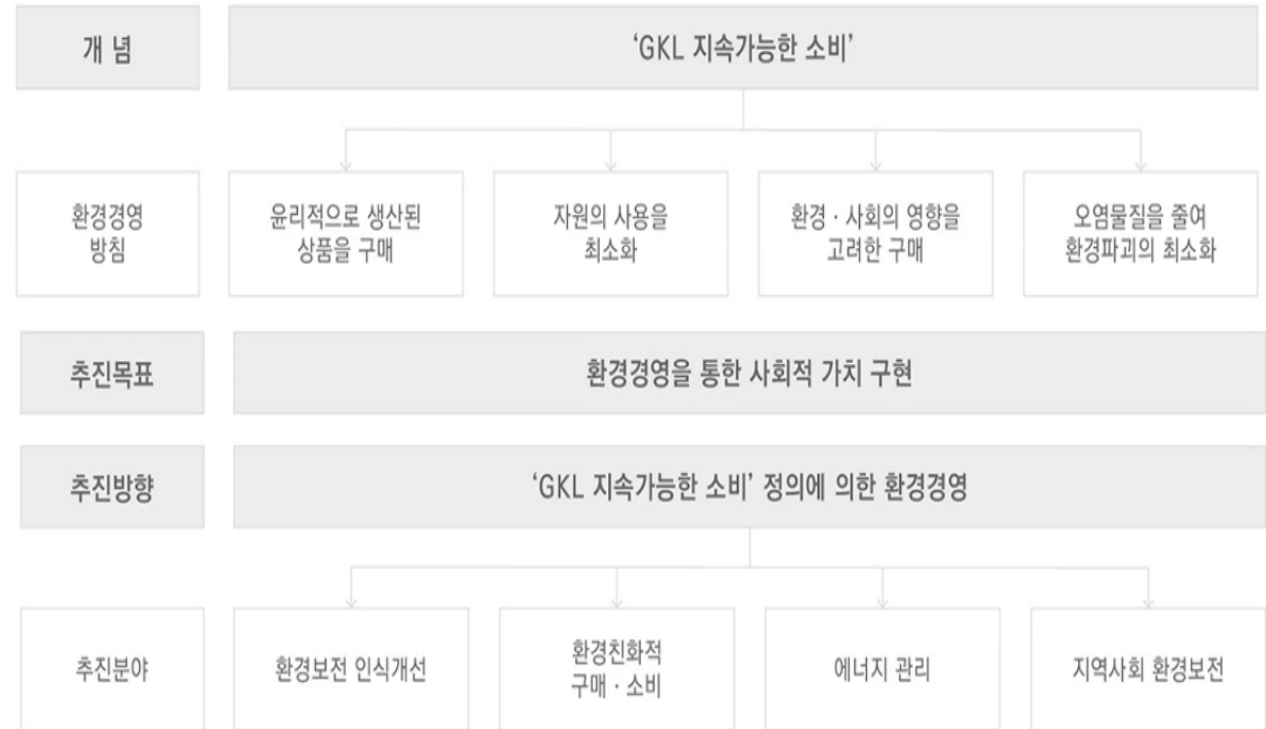 개 념
‘GKL 지속가능한 소비’
환경경영
방침
윤리적으로 생산된
상품을 구매
자원의 사용을
최소화
환경 · 사회의 영향을
고려한 구매
오염물질을 줄여
환경파괴의 최소화
추진목표
환경경영을 통한 사회적 가치 구현
추진방향
‘GKL 지속가능한 소비’ 정의에 의한 환경경영
추진분야
환경보전 인식개선
환경친화적
구매 · 소비
에너지 관리
지역사회 환경보전